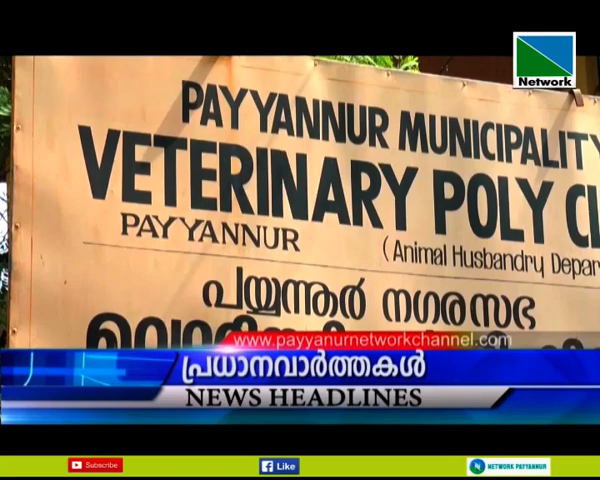 Network
PAYYANNUR MUNICIPALITY
VETERINARY POLY
PAYYANNUR
(Animal Husbandry
പയ്യന്നൂർ നഗരസഭ
www.payyanurnetworkchannel.com
പ്രധാനവാർത്തകൾ
NEWS HEADLINES
Subscribe
Like
NETWORK PAYYANNUR